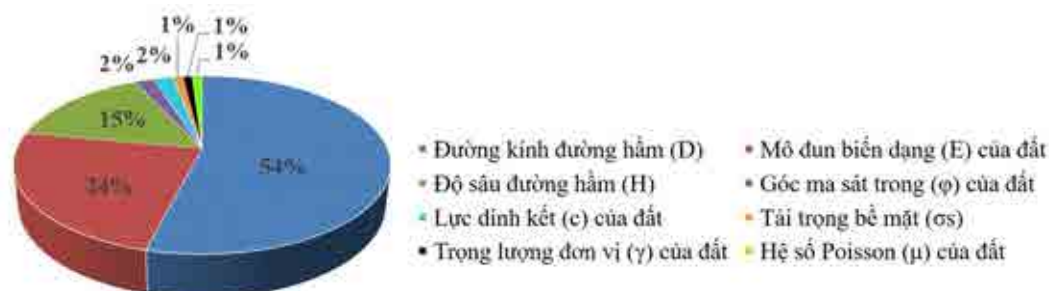 1%
1%
2%
2%
1%
15%
54%
24%
• Đường kính đường hầm (D)
• Mô đun biến dạng (E) của đất
• Độ sâu đường hầm (H)
• Góc ma sát trong (φ) của đất
• Lực dính kết (c) của đất
• Tải trọng bề mặt (σs)
• Trọng lượng đơn vị (γ) của đất
• Hệ số Poisson (μ) của đất